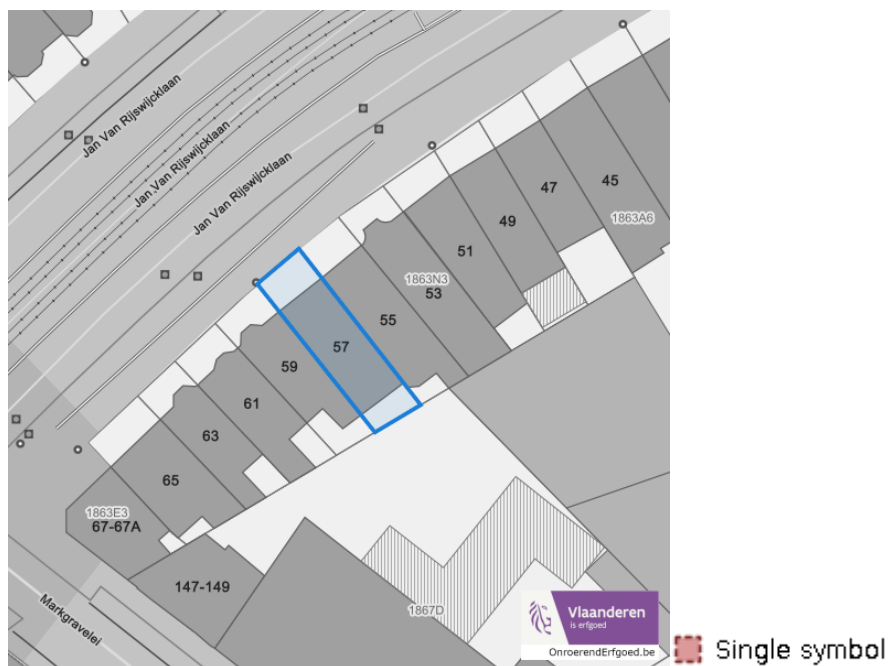 Jan Van Rijswijcklaan
Jan Van Rijswijcklaan
Jan Van Rijswijcklaan
45
1863A6
47
49
51
1863N3
53
55
57
59
61
63
65
1863E3
67-67A
147-149
1867D
Markgravelei
Vlaanderen
is erfgoed
OnroerendErfgoed.be
Single symbol